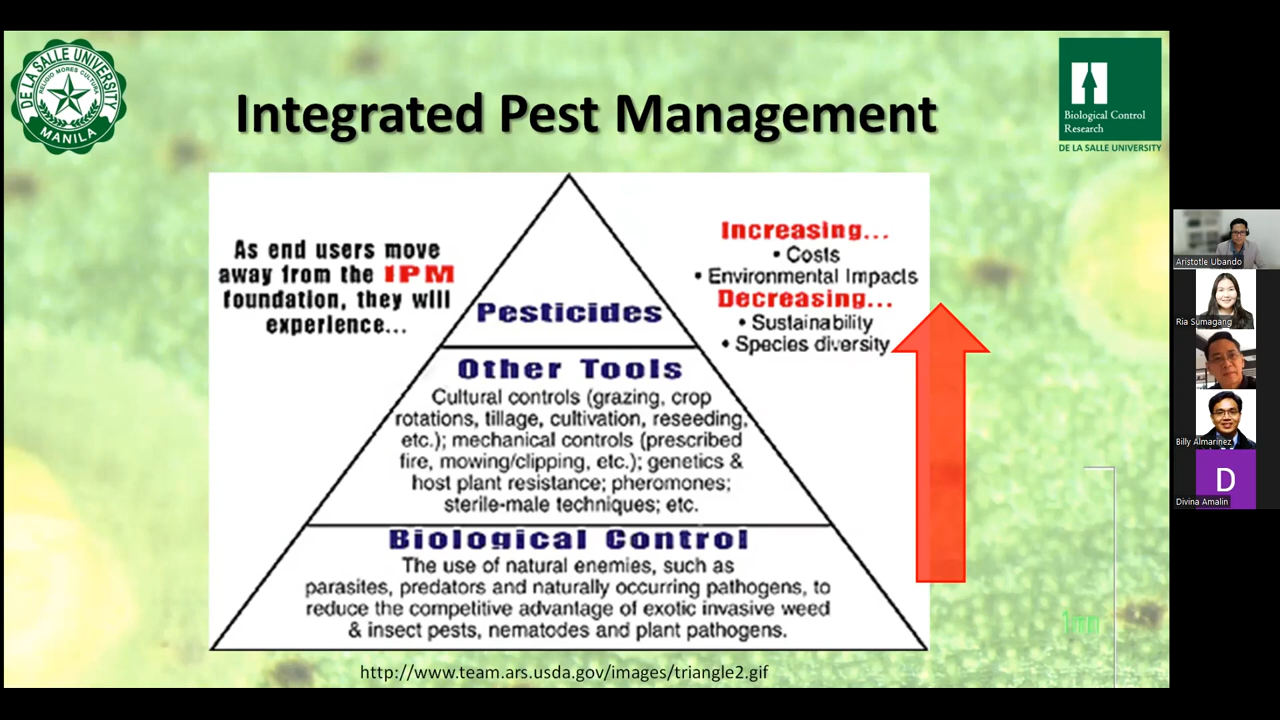 DE LA SALLE UNIVERSITY
RELIGIO MORES CULTURA
MANILA
Integrated Pest Management
Biological Control
Research
DE LA SALLE UNIVERSITY
As end users move
away from the IPM
foundation, they will
experience...
Increasing...
• Costs
• Environmental Impacts
Decreasing...
• Sustainability
• Species diversity
Pesticides
Other Tools
Cultural controls (grazing, crop
rotations, tillage, cultivation, reseeding,
etc.); mechanical controls (prescribed
fire, mowing/clipping, etc.); genetics &
host plant resistance; pheromones;
sterile-male techniques; etc.
Biological Control
The use of natural enemies, such as
parasites, predators and naturally occurring pathogens, to
reduce the competitive advantage of exotic invasive weed
& insect pests, nematodes and plant pathogens.
http://www.team.ars.usda.gov/images/triangle2.gif
1mm
Aristotle Ubando
Ria Sumagang
Billy Almarinez
D
Divina Amalin